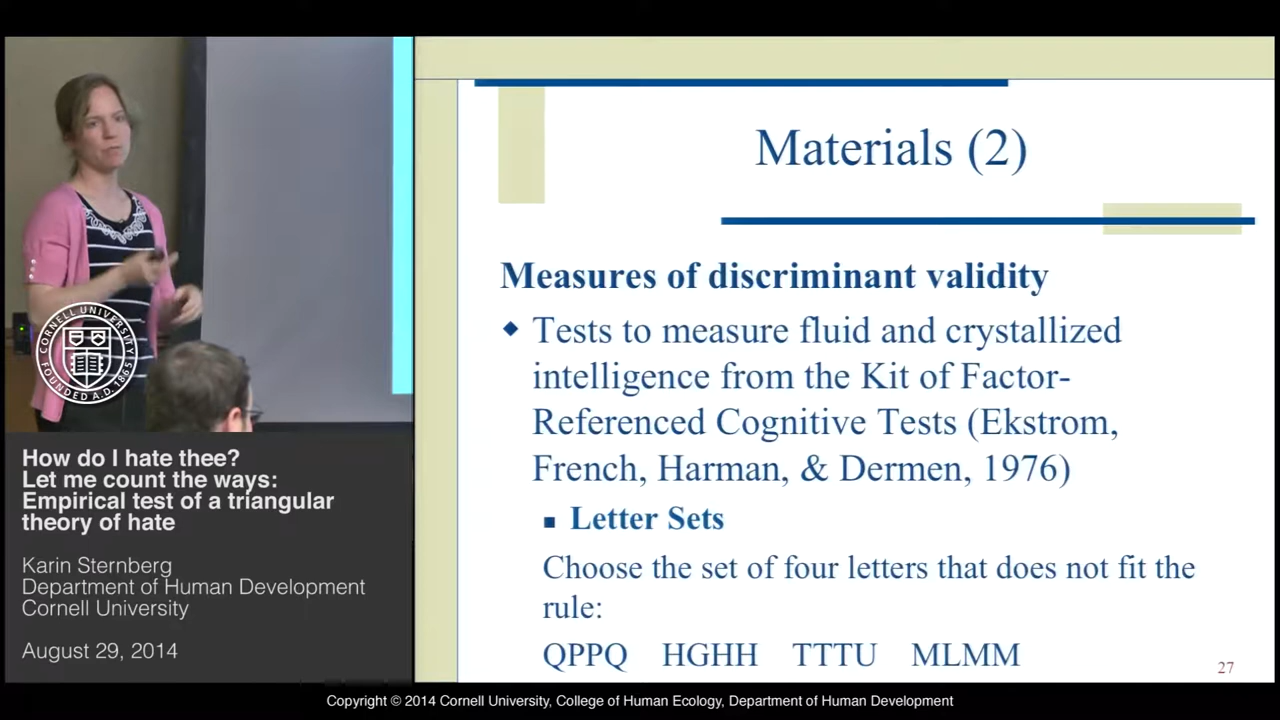 Materials (2)
Measures of discriminant validity
Tests to measure fluid and crystallized
intelligence from the Kit of Factor-
Referenced Cognitive Tests (Ekstrom,
French, Harman, & Dermen, 1976)
Letter Sets
Choose the set of four letters that does not fit the
rule:
QPPQ HGHH TTTU MLMM
27
CORNELL UNIVERSITY
FOUNDED A.D. 1865
How do I hate thee?
Let me count the ways:
Empirical test of a triangular
theory of hate
Karin Sternberg
Department of Human Development
Cornell University
August 29, 2014
Copyright © 2014 Cornell University, College of Human Ecology, Department of Human Development